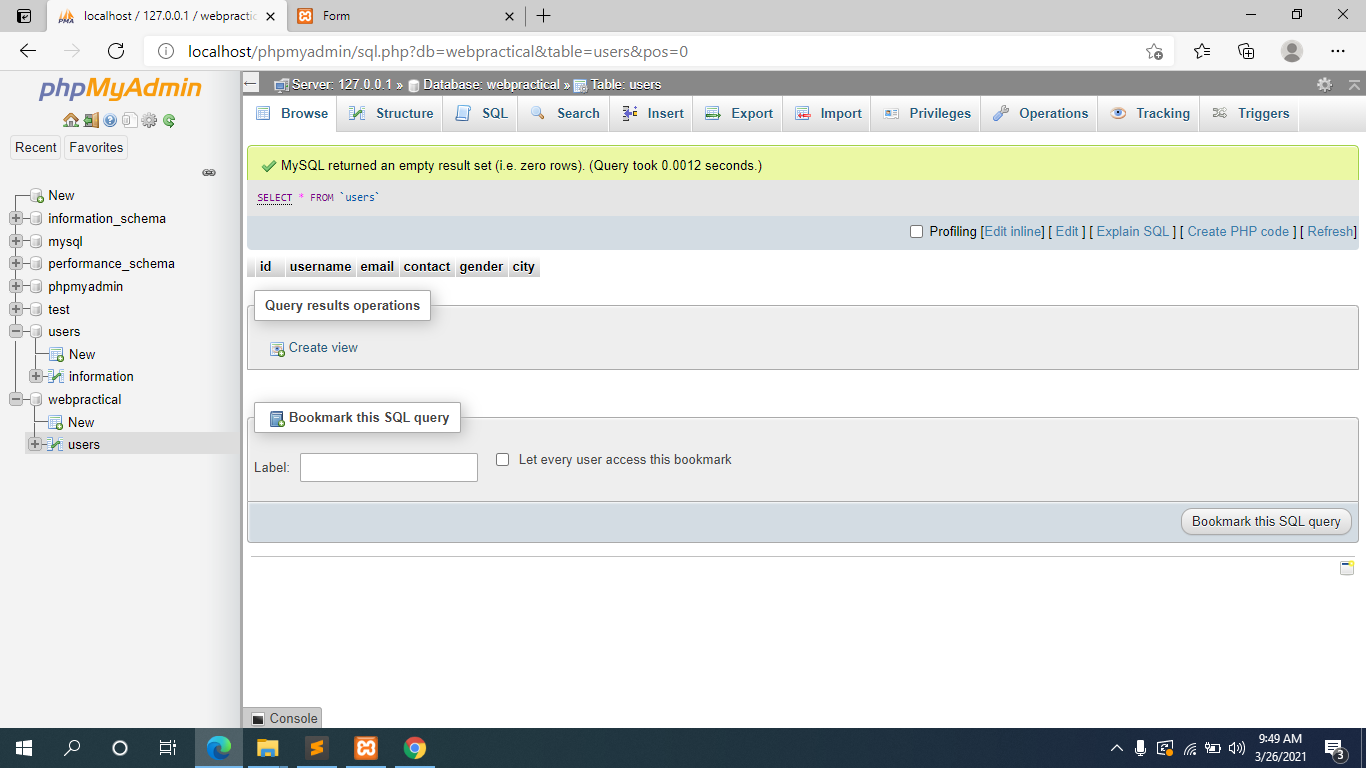 localhost / 127.0.0.1 / webpractic
Form
localhost/phpmyadmin/sql.php?db=webpractical&table=users&pos=0
phpMyAdmin
Recent
Favorites
New
information_schema
mysql
performance_schema
phpmyadmin
test
users
New
information
webpractical
New
users
Server: 127.0.0.1 » Database: webpractical » Table: users
Browse Structure SQL Search Insert Export Import Privileges Operations Tracking Triggers
MySQL returned an empty result set (i.e. zero rows). (Query took 0.0012 seconds.)
SELECT * FROM `users`
Profiling [Edit inline] [ Edit ] [ Explain SQL ] [ Create PHP code ] [ Refresh]
id username email contact gender city
Query results operations
Create view
Bookmark this SQL query
Label:
Let every user access this bookmark
Bookmark this SQL query
Console
9:49 AM
3/26/2021
3